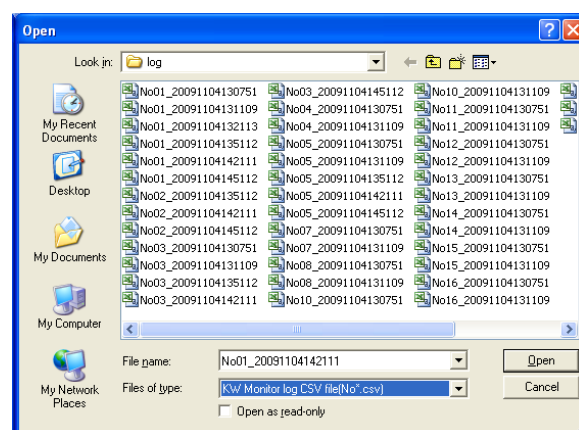 Open
Look in:
log
My Recent
Documents
Desktop
My Documents
My Computer
My Network
Places
No01_20091104130751
No01_20091104131109
No01_20091104132113
No01_20091104135112
No01_20091104142111
No01_20091104145112
No02_20091104135112
No02_20091104142111
No02_20091104145112
No03_20091104130751
No03_20091104131109
No03_20091104135112
No03_20091104142111
No03_20091104145112
No04_20091104130751
No04_20091104131109
No05_20091104130751
No05_20091104131109
No05_20091104135112
No05_20091104142111
No05_20091104145112
No07_20091104130751
No07_20091104131109
No08_20091104130751
No08_20091104131109
No10_20091104130751
No10_20091104131109
No11_20091104130751
No11_20091104131109
No12_20091104130751
No12_20091104131109
No13_20091104130751
No13_20091104131109
No14_20091104130751
No14_20091104131109
No15_20091104130751
No15_20091104131109
No16_20091104130751
No16_20091104131109
File name:
No01_20091104142111
Open
Files of type:
KW Monitor log CSV file(No*.csv)
Cancel
Open as read-only